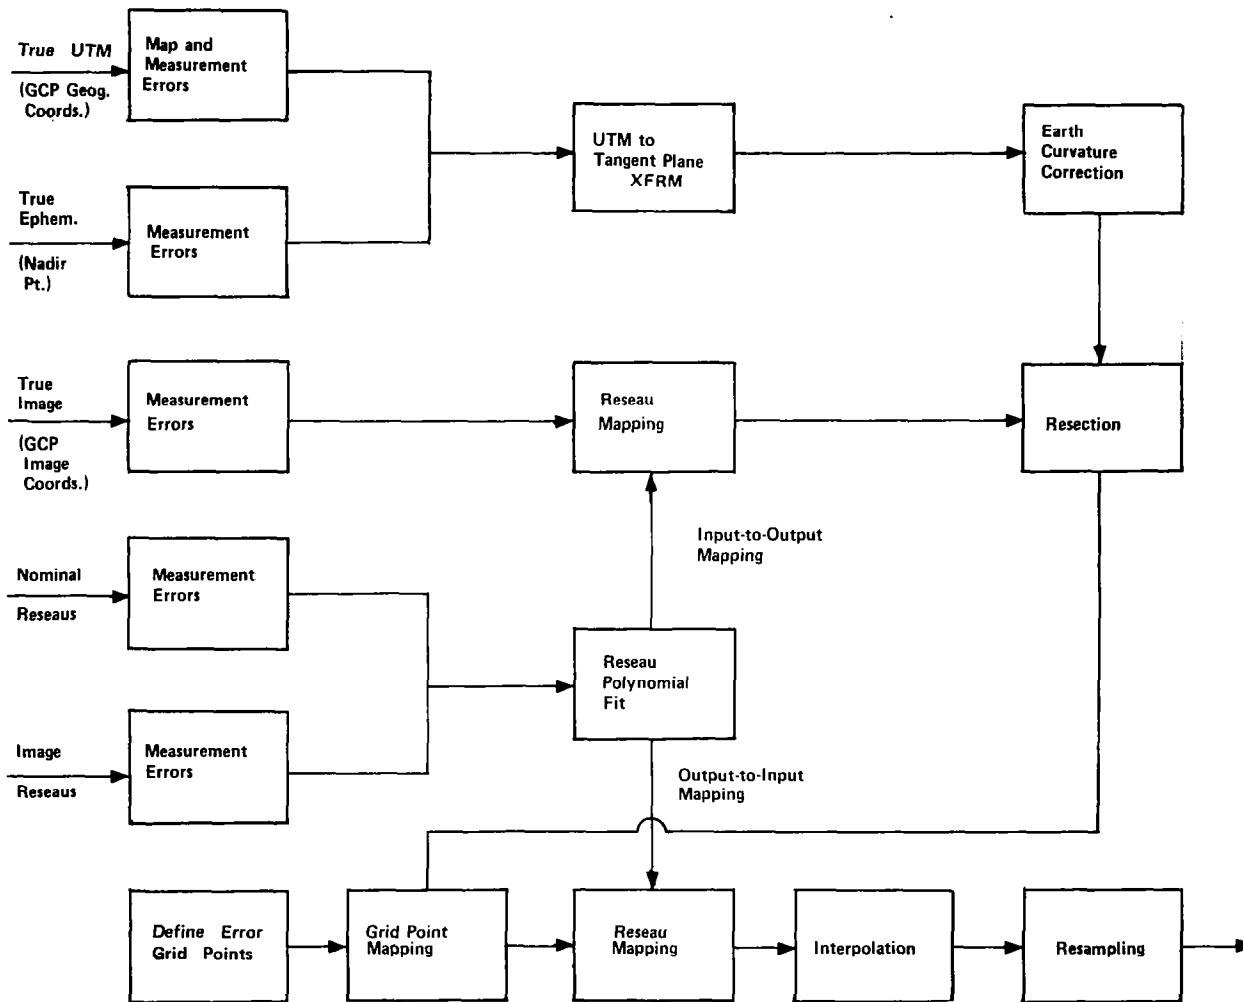 True UTM
(GCP Geog.
Coords.)
Map and
Measurement
Errors
UTM to
Tangent Plane
XFRM
Earth
Curvature
Correction
True
Ephem.
(Nadir
Pt.)
Measurement
Errors
True
Image
(GCP
Image
Coords.)
Measurement
Errors
Reseau
Mapping
Resection
Input-to-Output
Mapping
Nominal
Reseaus
Measurement
Errors
Reseau
Polynomial
Fit
Image
Reseaus
Measurement
Errors
Output-to-Input
Mapping
Define Error
Grid Points
Grid Point
Mapping
Reseau
Mapping
Interpolation
Resampling